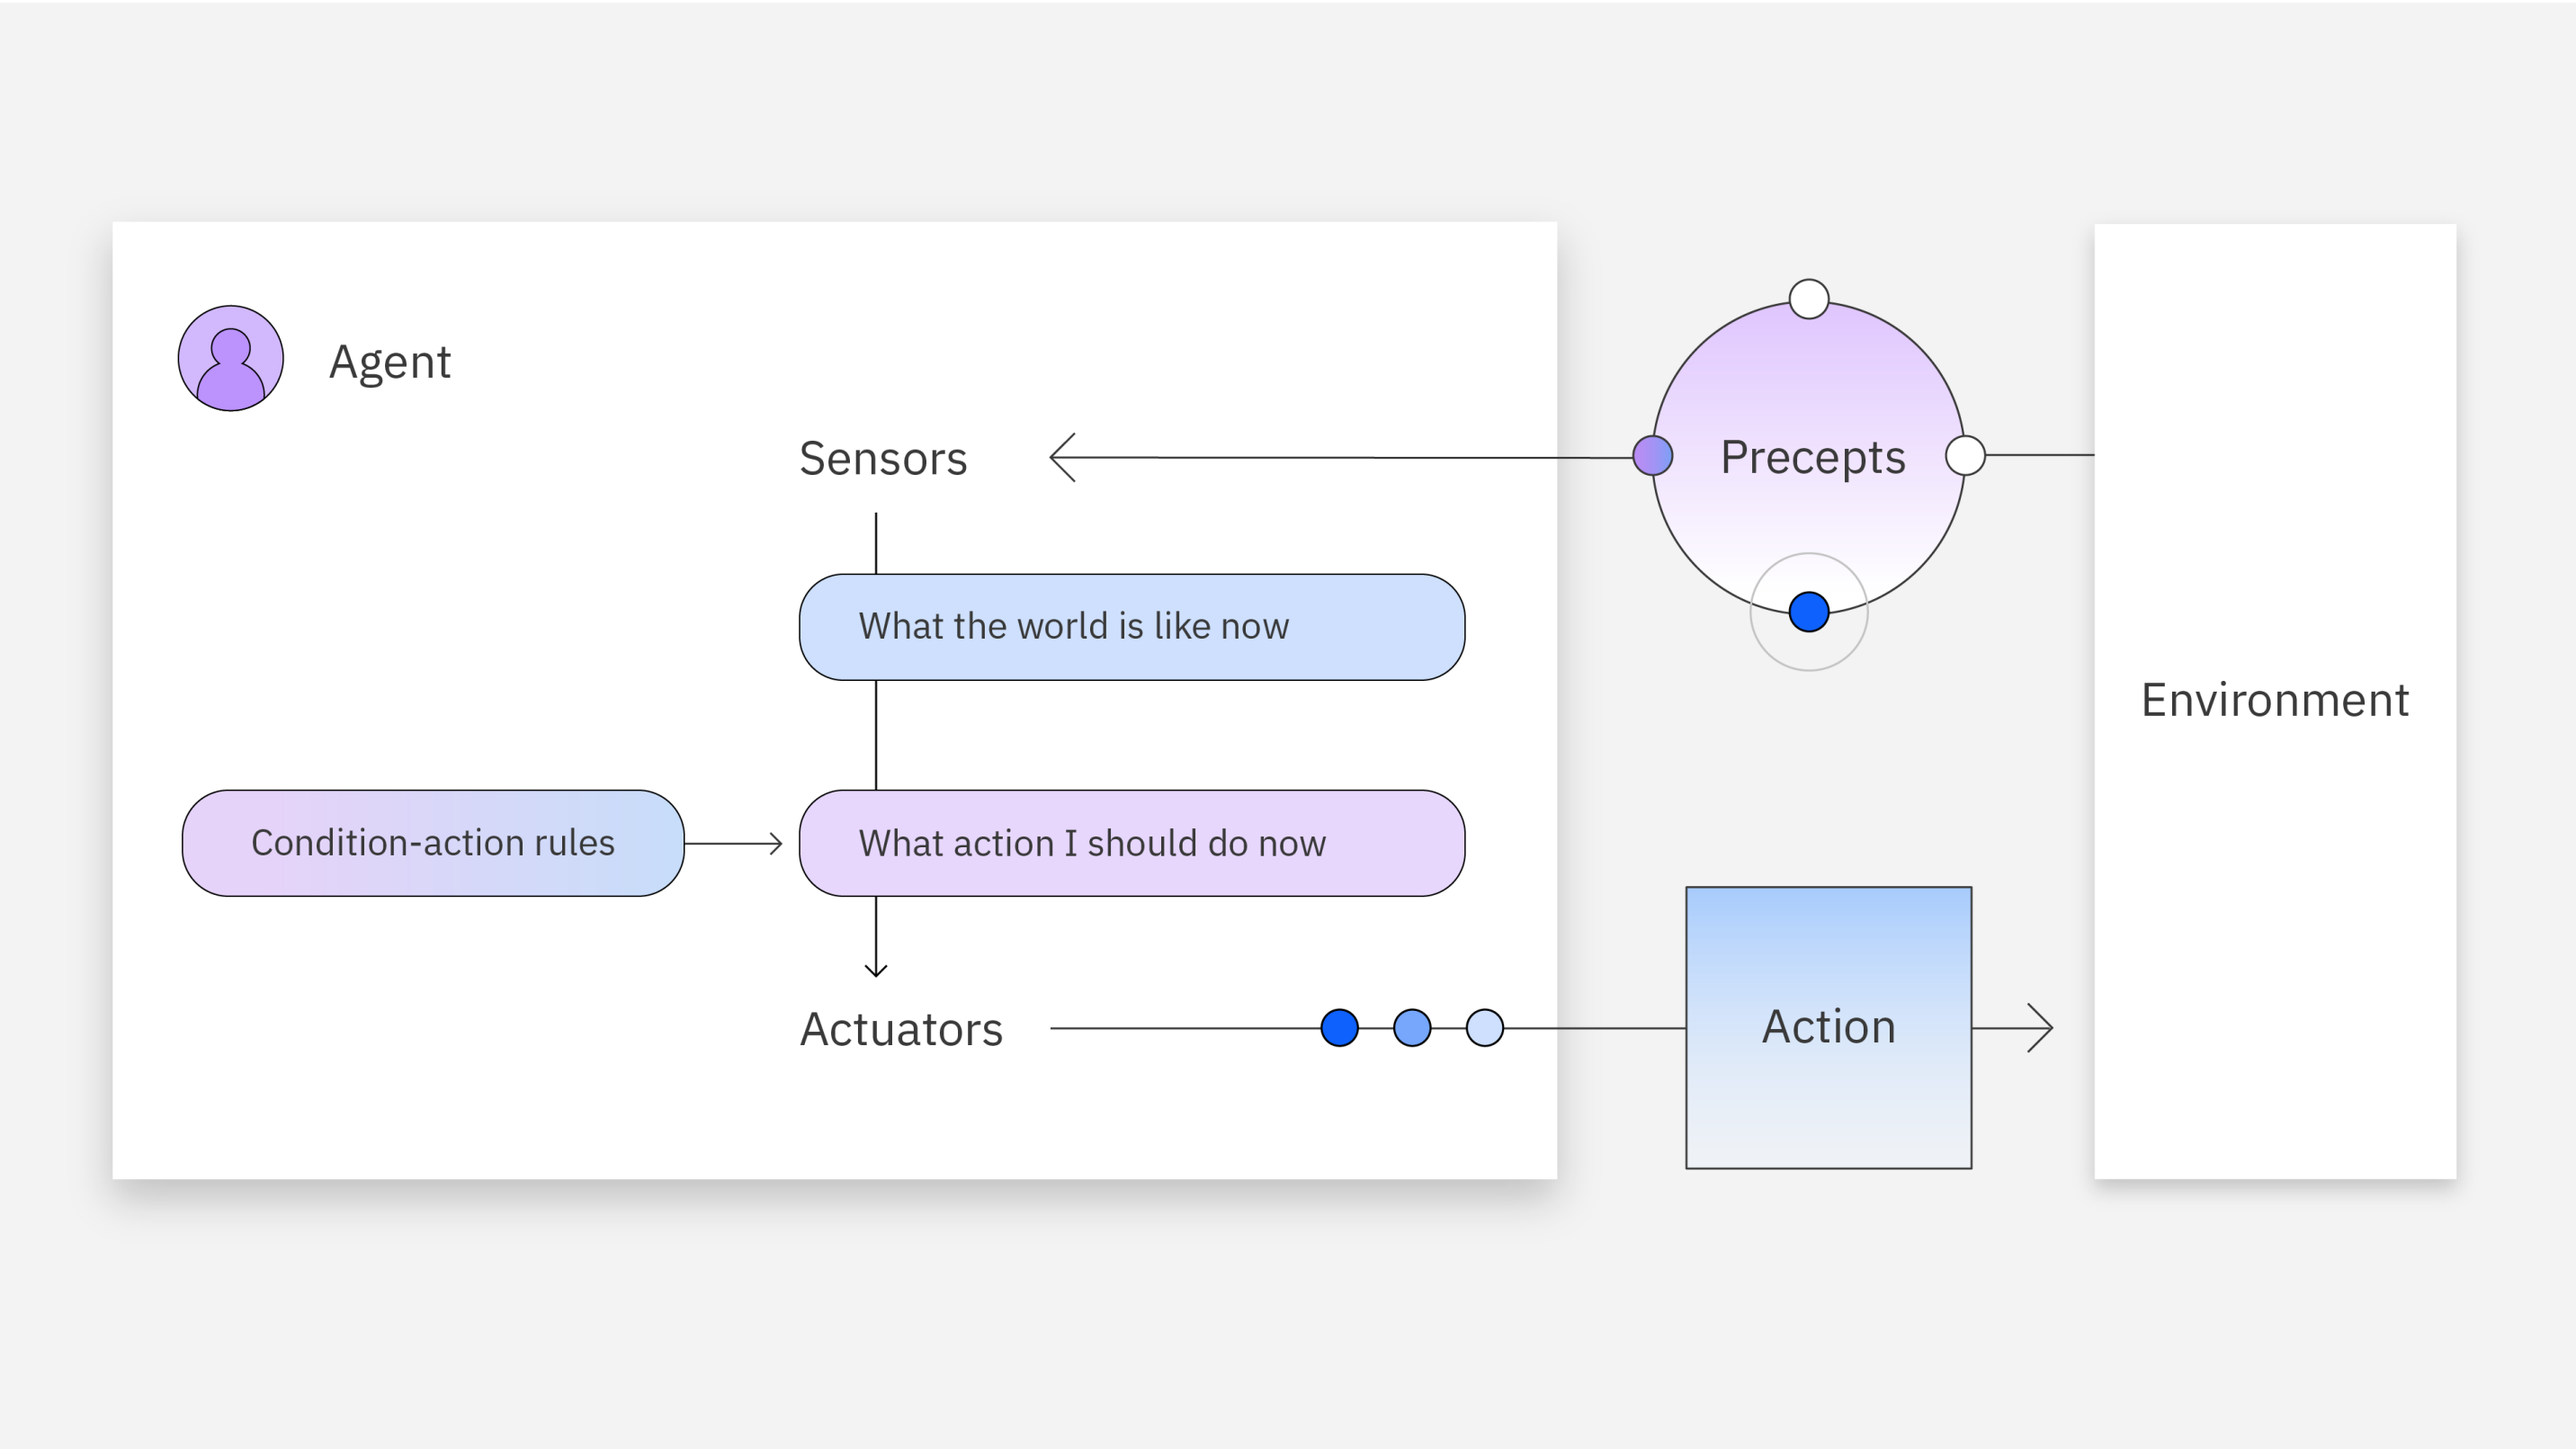 Agent
Sensors
Precepts
What the world is like now
Environment
Condition-action rules
What action I should do now
Actuators
Action